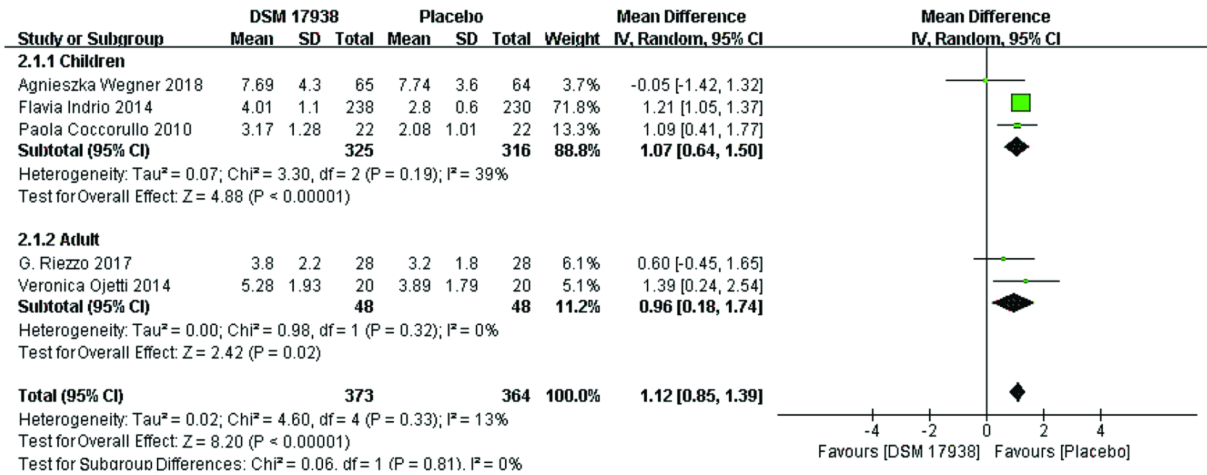 DSM 17938 Placebo Mean Difference Mean Difference
Study or Subgroup Mean SD Total Mean SD Total Weight IV, Random, 95% CI IV, Random, 95% CI
2.1.1 Children
Agnieszka Wegner 2018 7.69 4.3 65 7.74 3.6 64 3.7% -0.05 [-1.42, 1.32]
Flavia Indrio 2014 4.01 1.1 238 2.8 0.6 230 71.8% 1.21 [1.05, 1.37]
Paola Coccorullo 2010 3.17 1.28 22 2.08 1.01 22 13.3% 1.09 [0.41, 1.77]
Subtotal (95% CI) 325 316 88.8% 1.07 [0.64, 1.50]
Heterogeneity: Tau² = 0.07; Chi² = 3.30, df = 2 (P = 0.19); I² = 39%
Test for Overall Effect: Z = 4.88 (P < 0.00001)
2.1.2 Adult
G. Riezzo 2017 3.8 2.2 28 3.2 1.8 28 6.1% 0.60 [-0.45, 1.65]
Veronica Ojetti 2014 5.28 1.93 20 3.89 1.79 20 5.1% 1.39 [0.24, 2.54]
Subtotal (95% CI) 48 48 11.2% 0.96 [0.18, 1.74]
Heterogeneity: Tau² = 0.00; Chi² = 0.98, df = 1 (P = 0.32); I² = 0%
Test for Overall Effect: Z = 2.42 (P = 0.02)
Total (95% CI) 373 364 100.0% 1.12 [0.85, 1.39]
Heterogeneity: Tau² = 0.02; Chi² = 4.60, df = 4 (P = 0.33); I² = 13%
Test for Overall Effect: Z = 8.20 (P < 0.00001)
Test for Subgroup Differences: Chi² = 0.06, df = 1 (P = 0.81), I² = 0%
-4 -2 0 2 4
Favours [DSM 17938] Favours [Placebo]